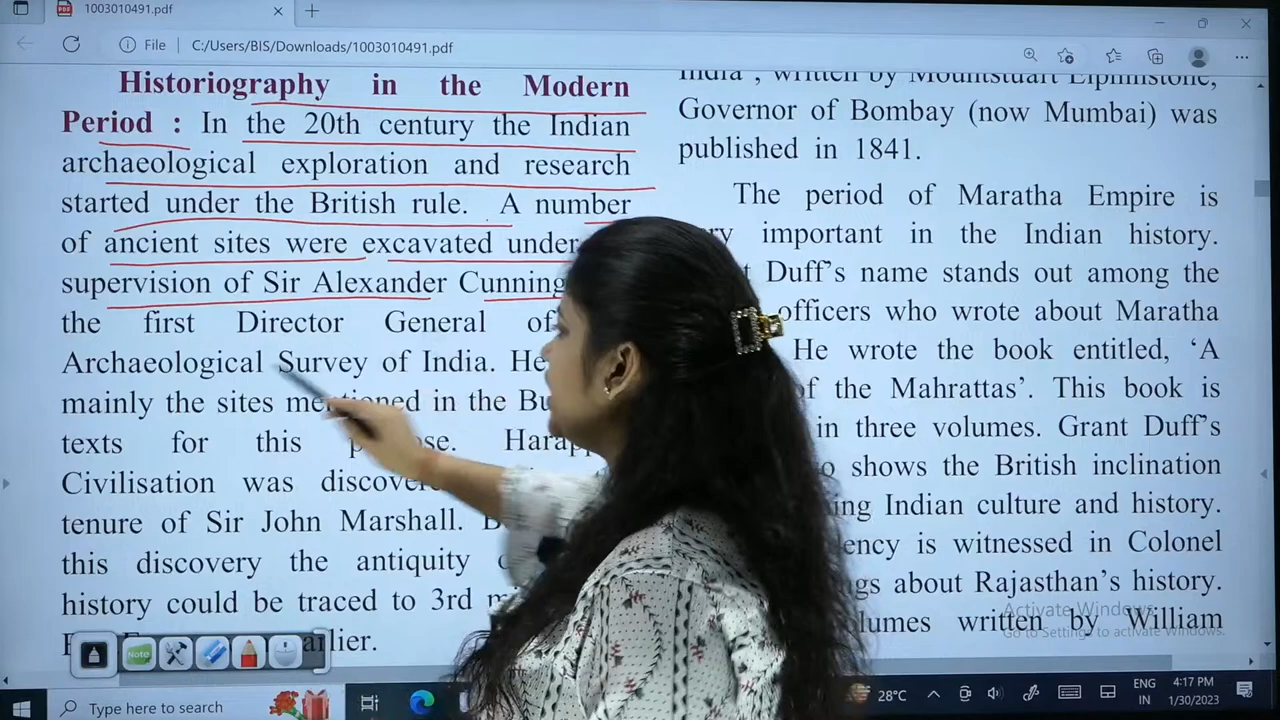 1003010491.pdf
File
C:/Users/BIS/Downloads/1003010491.pdf
Historiography in the Modern
Period : In the 20th century the Indian
archaeological exploration and research
started under the British rule. A number
of ancient sites were excavated under
supervision of Sir Alexander Cunning
the first Director General of
Archaeological Survey of India. He
mainly the sites mentioned in the Bu
texts for this Harap
Civilisation was discove
tenure of Sir John Marshall.
this discovery the antiquity
history could be traced to 3rd
arlier.
India', written by Mountstuart Elphinstone,
Governor of Bombay (now Mumbai) was
published in 1841.
The period of Maratha Empire is
important in the Indian history.
Duff's name stands out among the
officers who wrote about Maratha
He wrote the book entitled, 'A
of the Mahrattas'. This book is
in three volumes. Grant Duff's
shows the British inclination
ing Indian culture and history.
ency is witnessed in Colonel
gs about Rajasthan's history.
lumes written by William
Activate Windows
Go to Settings to activate Windows.
Note
Type here to search
28°C
ENG
IN
4:17 PM
1/30/2023